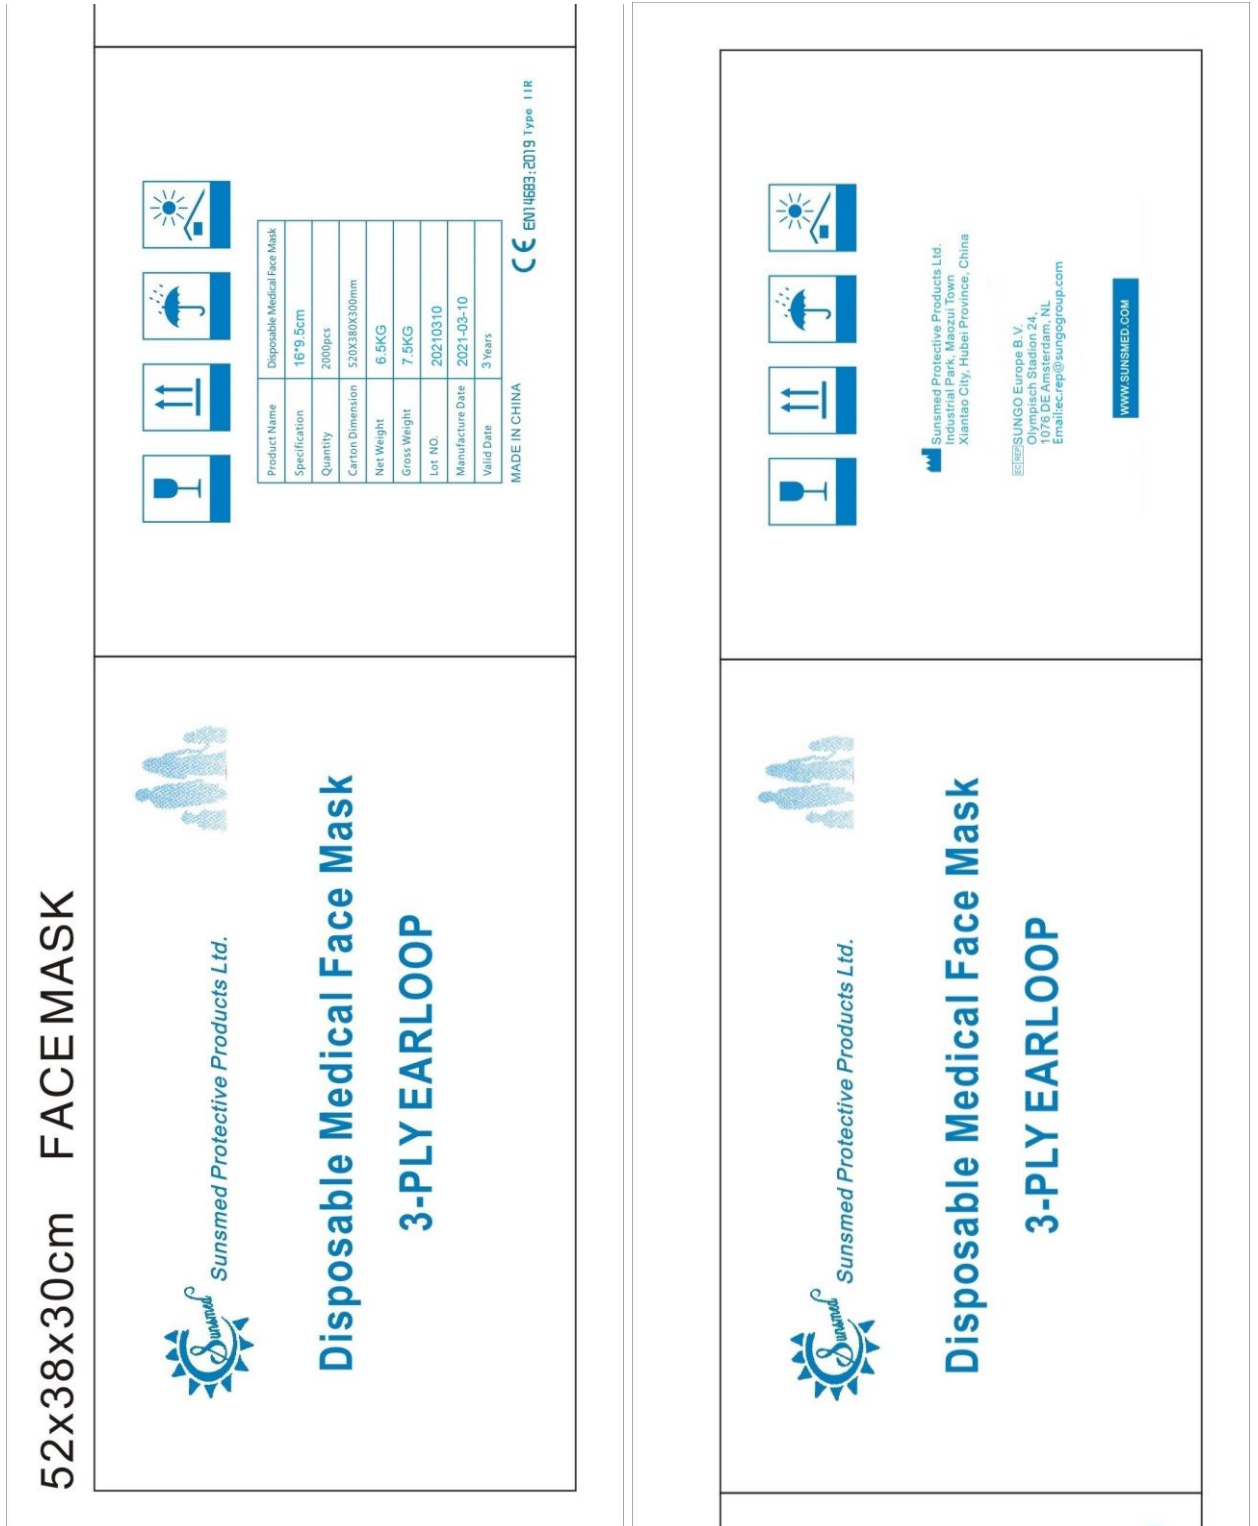 52x38x30cm FACEMASK
Sunsmed
Sunsmed Protective Products Ltd.
Disposable Medical Face Mask
3-PLY EARLOOP
Product Name Disposable Medical Face Mask
Specification 16*9.5cm
Quantity 2000pcs
Carton Dimension 520X380X300mm
Net Weight 6.5KG
Gross Weight 7.5KG
Lot NO. 20210310
Manufacture Date 2021-03-10
Valid Date 3 Years
MADE IN CHINA
CE EN14683:2019 Type IIR
Sunsmed
Sunsmed Protective Products Ltd.
Disposable Medical Face Mask
3-PLY EARLOOP
Sunsmed Protective Products Ltd.
Industrial Park, Maozui Town
Xiantao City, Hubei Province, China
EC REP SUNGO Europe B.V.
Olympisch Stadion 24,
1076 DE Amsterdam, NL
Email:ec.rep@sungogroup.com
WWW.SUNSMED.COM